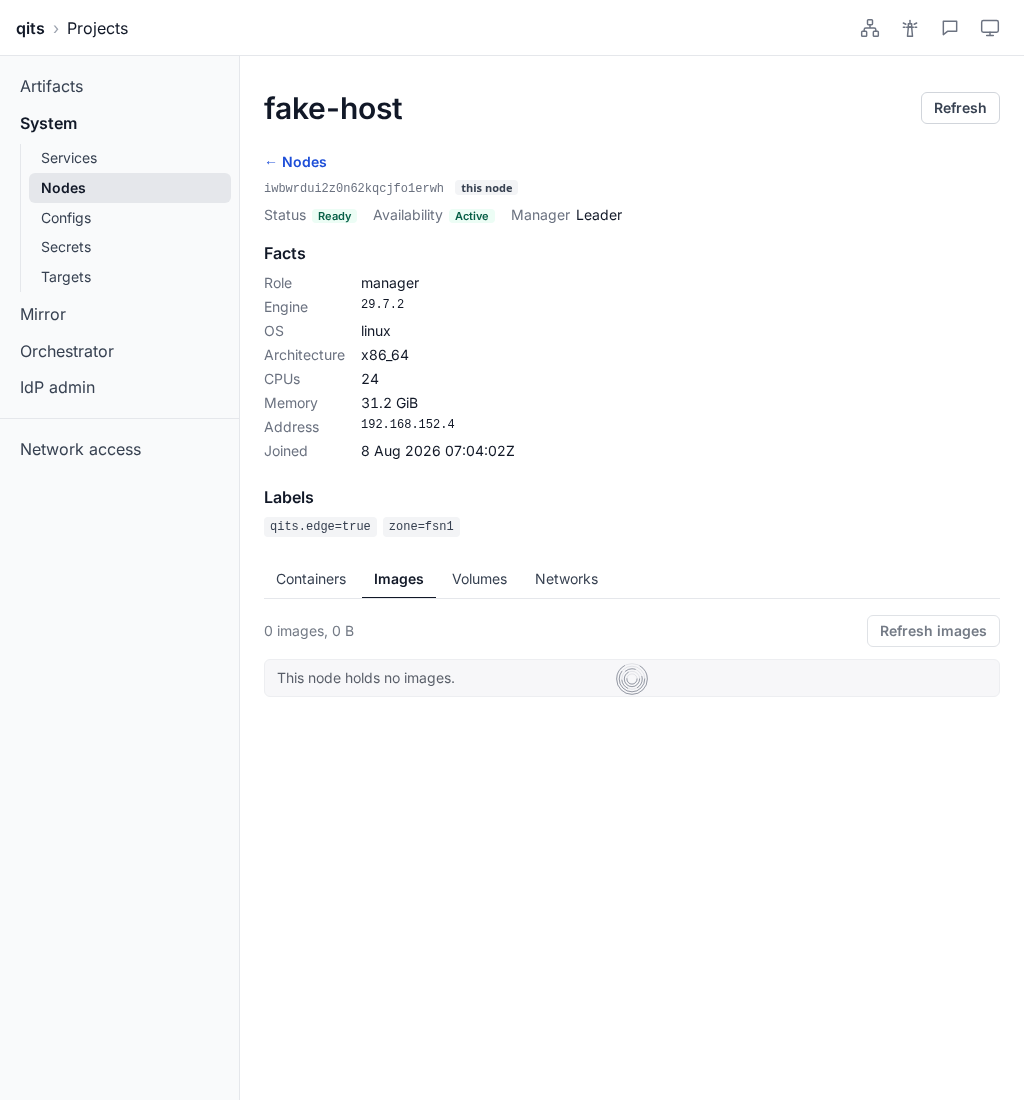 qits › Projects
Artifacts
System
Services
Nodes
Configs
Secrets
Targets
Mirror
Orchestrator
IdP admin
Network access
fake-host
Refresh
← Nodes
iwbwrdui2z0n62kqcjfo1erwh this node
Status Ready Availability Active Manager Leader
Facts
Role manager
Engine 29.7.2
OS linux
Architecture x86_64
CPUs 24
Memory 31.2 GiB
Address 192.168.152.4
Joined 8 Aug 2026 07:04:02Z
Labels
qits.edge=true zone=fsn1
Containers Images Volumes Networks
0 images, 0 B
Refresh images
This node holds no images.